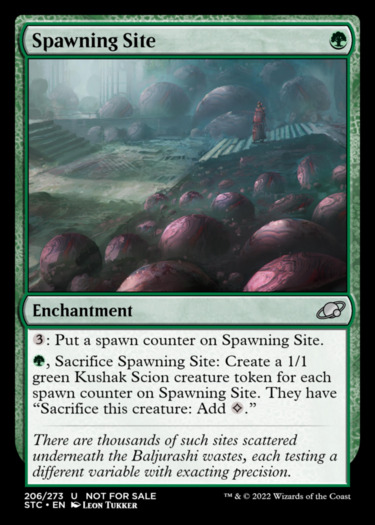 Spawning Site
Enchantment
3: Put a spawn counter on Spawning Site.
, Sacrifice Spawning Site: Create a 1/1
green Kushak Scion creature token for each
spawn counter on Spawning Site. They have
“Sacrifice this creature: Add .”
There are thousands of such sites scattered
underneath the Baljurashi wastes, each testing a
different variable with exacting precision.
206/273 U NOT FOR SALE
STC • EN LEON TUKKER
™ & © 2022 Wizards of the Coast